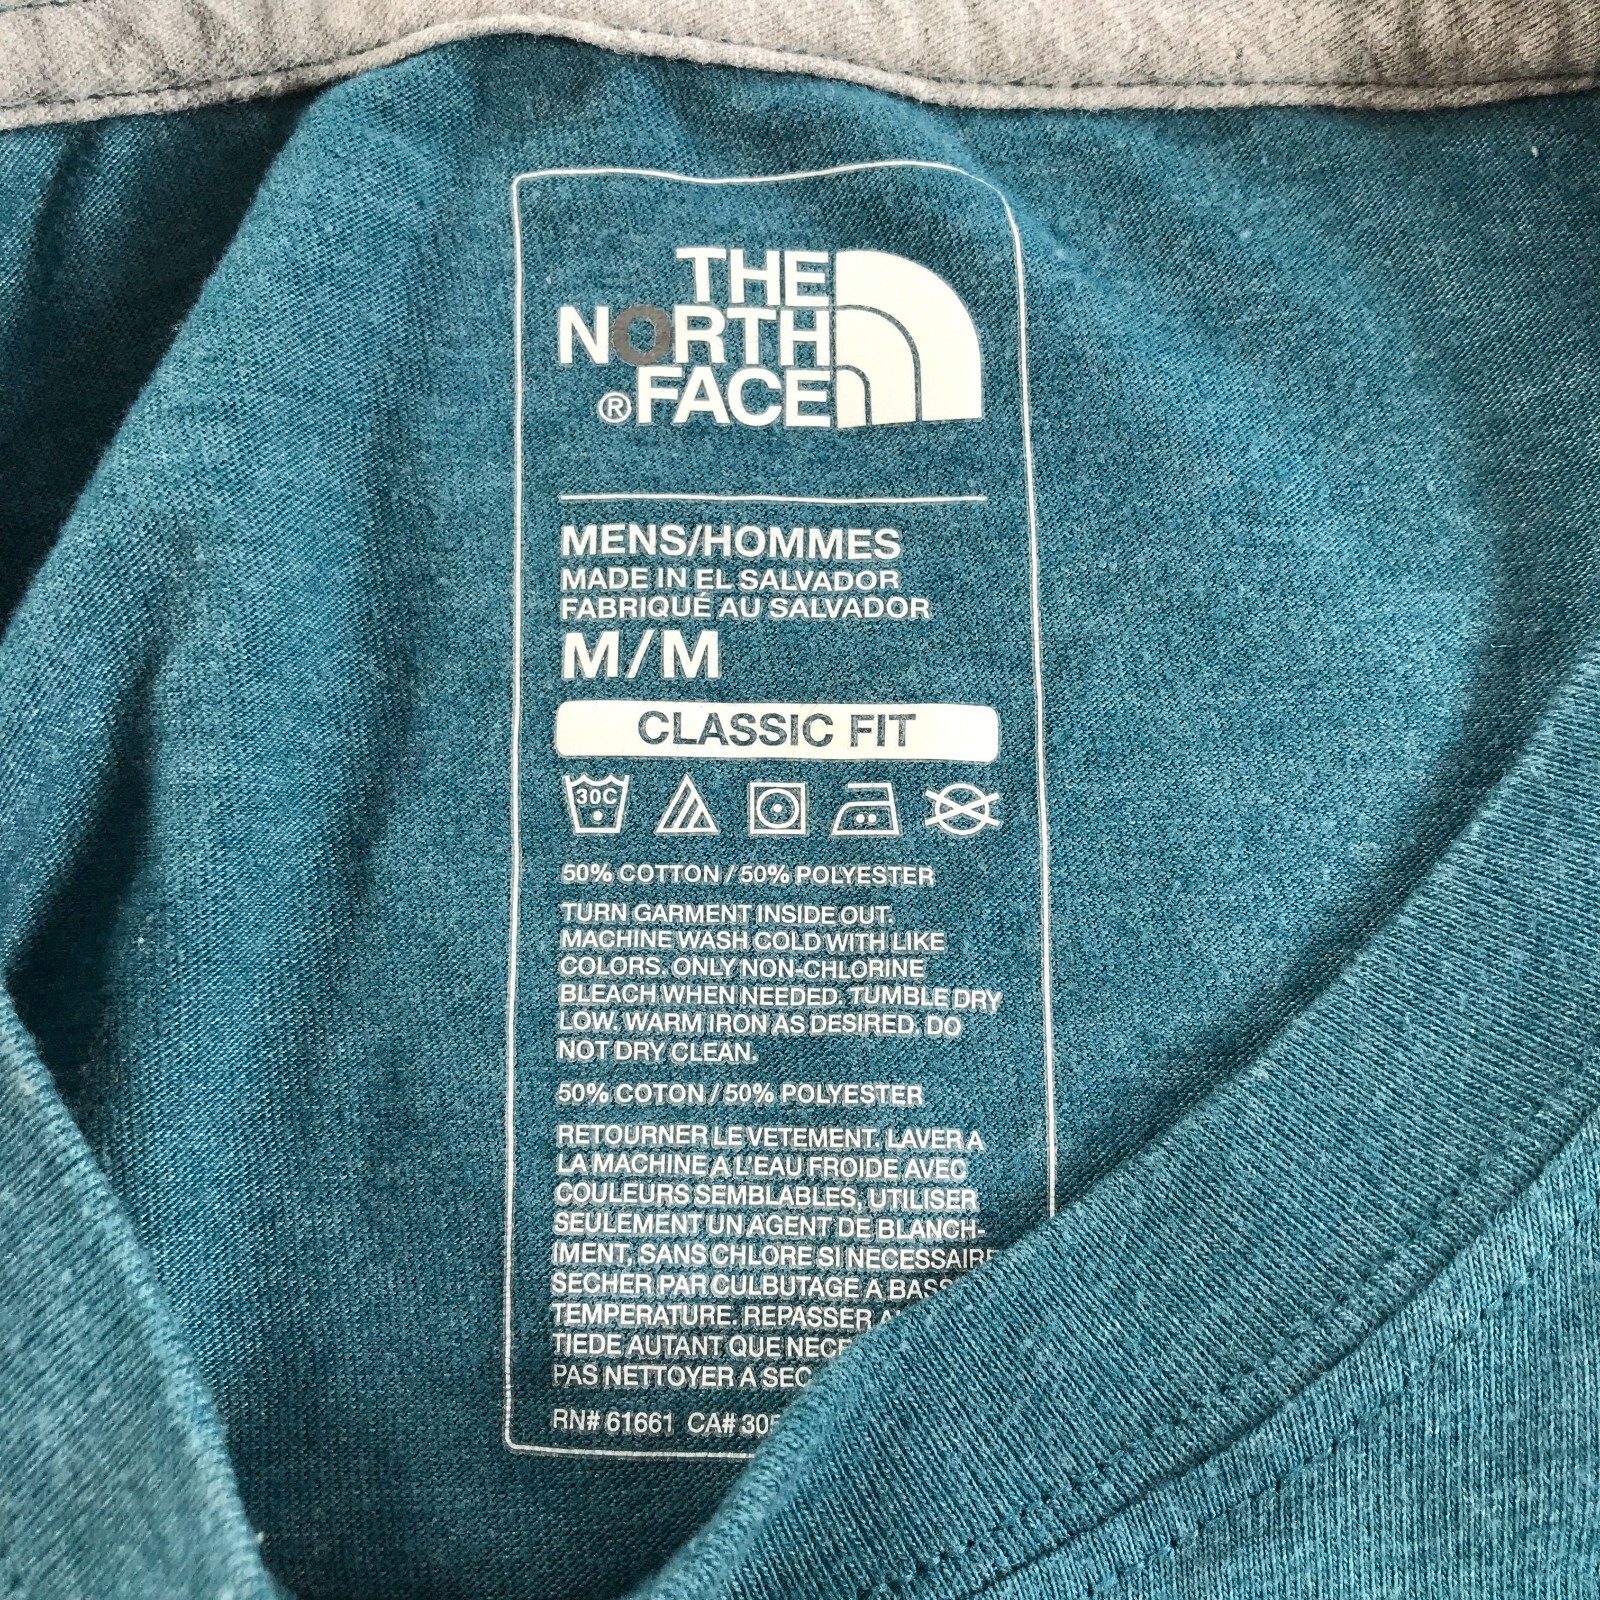 THE
NORTH
®FACE
MENS/HOMMES
MADE IN EL SALVADOR
FABRIQUÉ AU SALVADOR
M/M
CLASSIC FIT
30C
50% COTTON / 50% POLYESTER
TURN GARMENT INSIDE OUT.
MACHINE WASH COLD WITH LIKE
COLORS. ONLY NON-CHLORINE
BLEACH WHEN NEEDED. TUMBLE DRY
LOW. WARM IRON AS DESIRED. DO
NOT DRY CLEAN.
50% COTON / 50% POLYESTER
RETOURNER LE VETEMENT. LAVER A
LA MACHINE A L'EAU FROIDE AVEC
COULEURS SEMBLABLES, UTILISER
SEULEMENT UN AGENT DE BLANCH-
IMENT, SANS CHLORE SI NECESSAIRE
SECHER PAR CULBUTAGE A
TEMPERATURE. REPASSER
TIEDE AUTANT QUE
PAS NETTOYER A SEC
RN# 61661 CA#